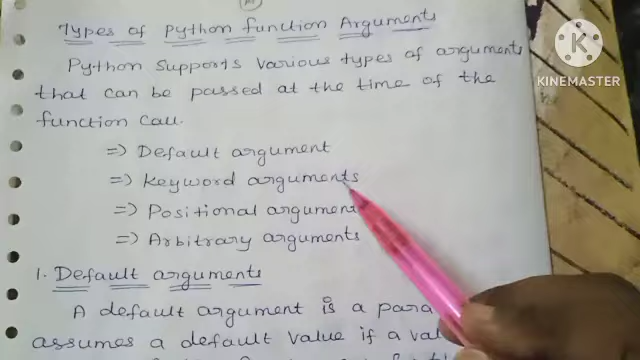 Types of Python function Arguments
Python supports various types of arguments
that can be passed at the time of the
function call.
=> Default argument
=> Keyword arguments
=> Positional argument
=> Arbitrary arguments
1. Default arguments
A default argument is a para
assumes a default value if a val
KINEMASTER